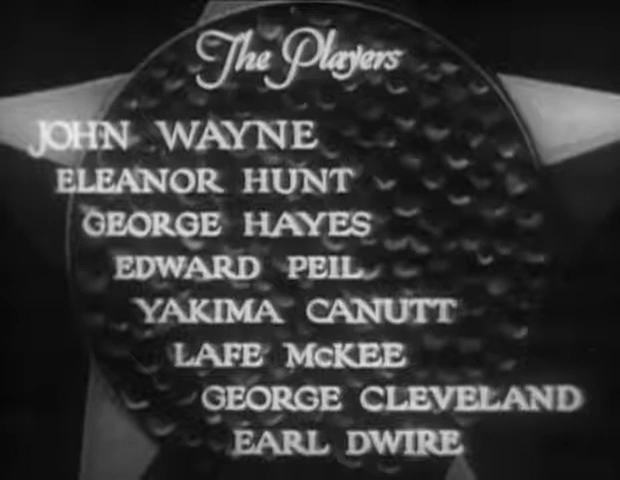 The Players
JOHN WAYNE
ELEANOR HUNT
GEORGE HAYES
EDWARD PEIL
YAKIMA CANUTT
LAFE McKEE
GEORGE CLEVELAND
EARL DWIRE